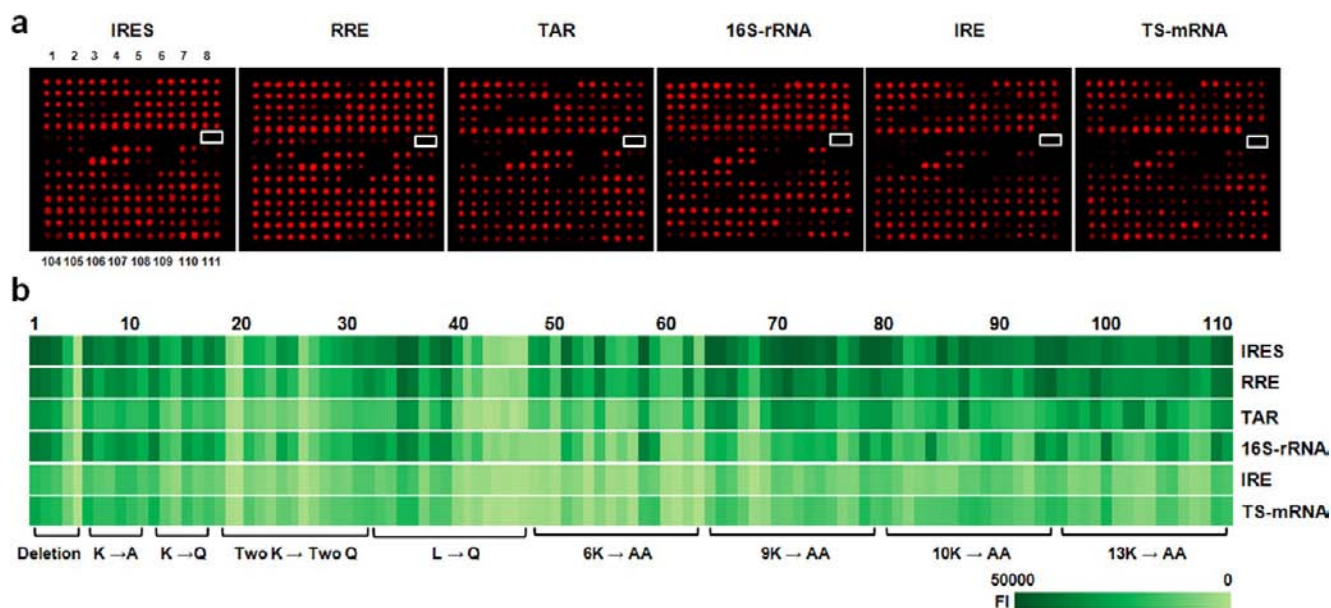 a
IRES RRE TAR 16S-rRNA IRE TS-mRNA
1 2 3 4 5 6 7 8
104 105 106 107 108 109 110 111
b
1 10 20 30 40 50 60 70 80 90 100 110
IRES
RRE
TAR
16S-rRNA
IRE
TS-mRNA
Deletion K→A K→Q Two K→Two Q L→Q 6K→AA 9K→AA 10K→AA 13K→AA
50000 0
FI